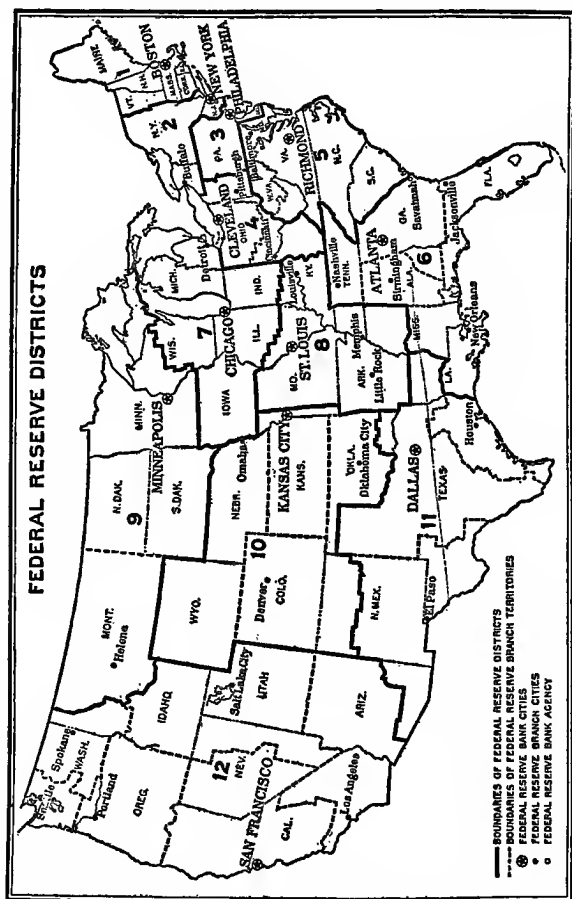 FEDERAL RESERVE DISTRICTS
MAINE
1
VT.
N.H.
BOSTON
MASS.
CONN.
N.Y.
2
Buffalo
NEW YORK
PHILADELPHIA
PA.
3
Pittsburgh
Baltimore
CLEVELAND
OHIO
4
Cincinnati
W.VA.
VA.
RICHMOND
5
N.C.
S.C.
MICH.
Detroit
WIS.
7
CHICAGO
IOWA
ILL.
IND.
Louisville
KY.
MO.
ST. LOUIS
8
ARK.
Little Rock
Memphis
Nashville
TENN.
ATLANTA
Birmingham
ALA.
6
GA.
Savannah
Jacksonville
FLA.
MISS.
LA.
New Orleans
MINN.
MINNEAPOLIS
N. DAK.
9
S. DAK.
MONT.
Helena
WYO.
NEBR.
Omaha
10
KANSAS CITY
KANS.
Denver
COLO.
OKLA.
Oklahoma City
N. MEX.
DALLAS
11
TEXAS
Houston
El Paso
Spokane
WASH.
Portland
OREG.
IDAHO
Salt Lake City
UTAH
12
NEV.
SAN FRANCISCO
CAL.
Los Angeles
ARIZ.
BOUNDARIES OF FEDERAL RESERVE DISTRICTS
BOUNDARIES OF FEDERAL RESERVE BRANCH TERRITORIES
FEDERAL RESERVE BANK CITIES
FEDERAL RESERVE BRANCH CITIES
FEDERAL RESERVE BANK AGENCY